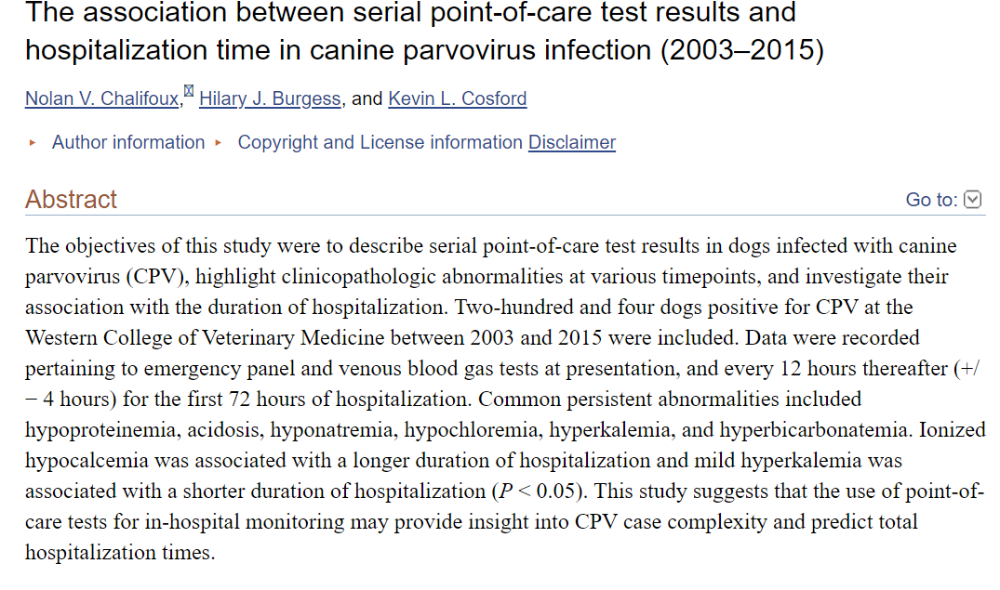 The association between serial point-of-care test results and
hospitalization time in canine parvovirus infection (2003–2015)
Nolan V. Chalifoux, Hilary J. Burgess, and Kevin L. Cosford
Author information Copyright and License information Disclaimer
Abstract
Go to:
The objectives of this study were to describe serial point-of-care test results in dogs infected with canine
parvovirus (CPV), highlight clinicopathologic abnormalities at various timepoints, and investigate their
association with the duration of hospitalization. Two-hundred and four dogs positive for CPV at the
Western College of Veterinary Medicine between 2003 and 2015 were included. Data were recorded
pertaining to emergency panel and venous blood gas tests at presentation, and every 12 hours thereafter (+/
− 4 hours) for the first 72 hours of hospitalization. Common persistent abnormalities included
hypoproteinemia, acidosis, hyponatremia, hypochloremia, hyperkalemia, and hyperbicarbonatemia. Ionized
hypocalcemia was associated with a longer duration of hospitalization and mild hyperkalemia was
associated with a shorter duration of hospitalization (P < 0.05). This study suggests that the use of point-of-
care tests for in-hospital monitoring may provide insight into CPV case complexity and predict total
hospitalization times.